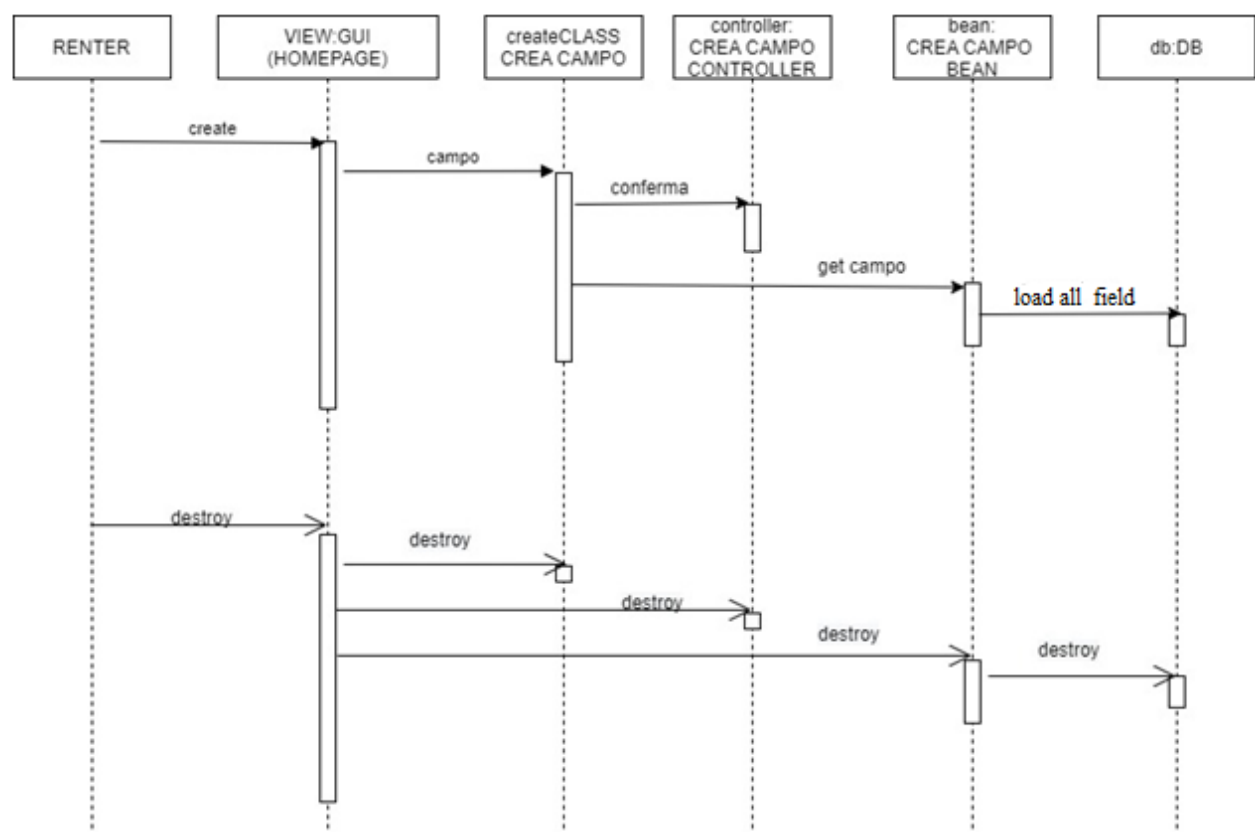 RENTER
VIEW:GUI
(HOMEPAGE)
createCLASS
CREA CAMPO
controller:
CREA CAMPO
CONTROLLER
bean:
CREA CAMPO
BEAN
db:DB
create
campo
conferma
get campo
load all field
destroy
destroy
destroy
destroy
destroy